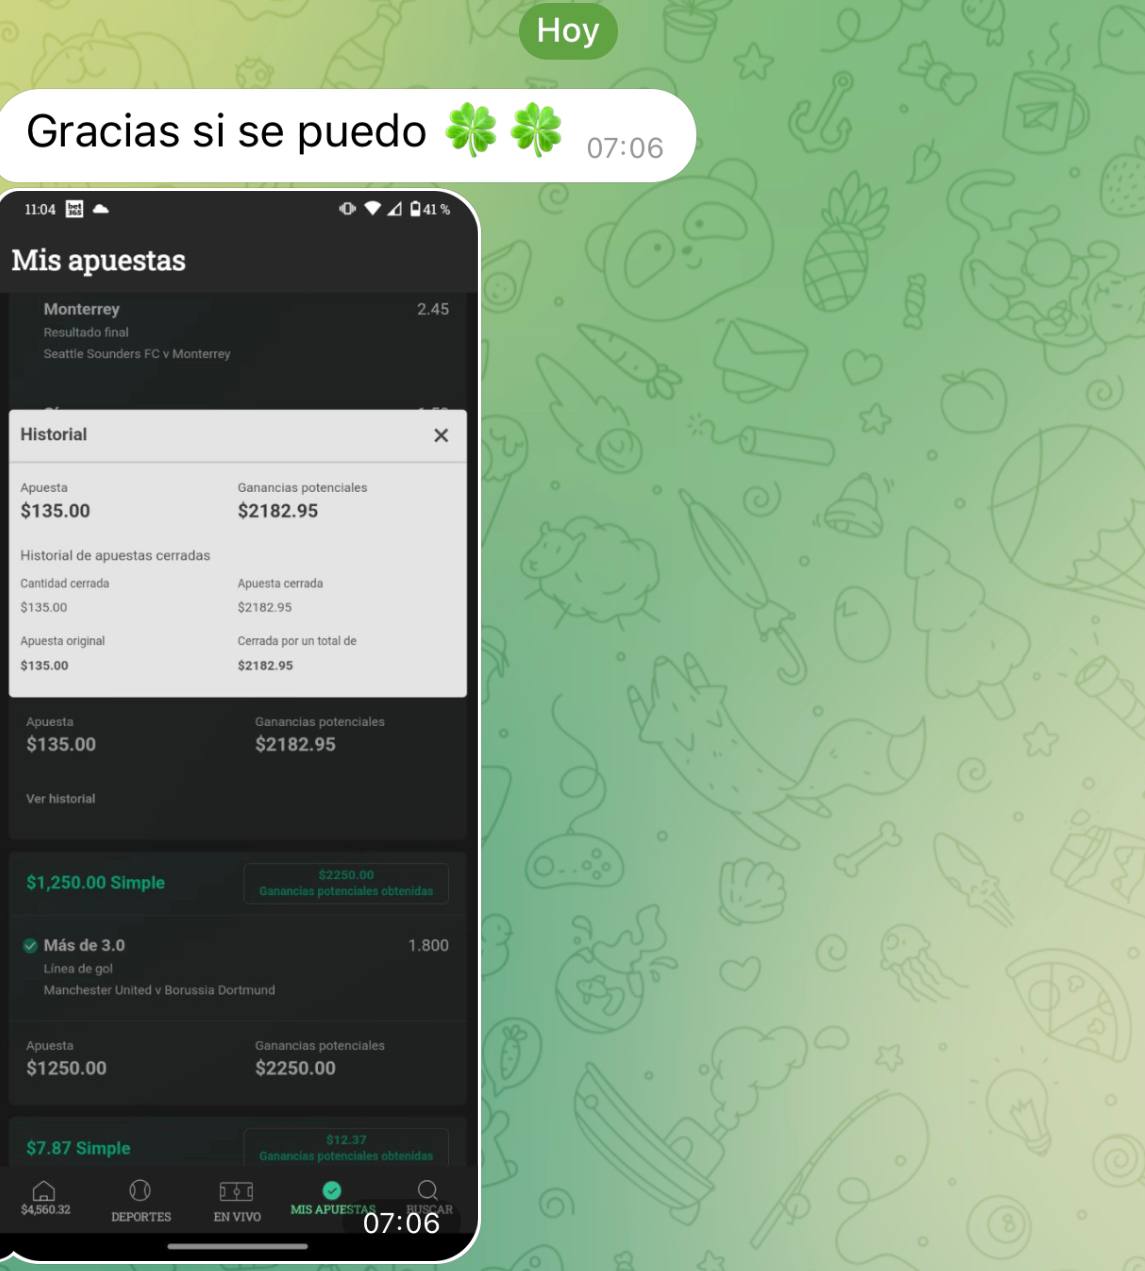 Hoy
Gracias si se puedo 🍀🍀 07:06
11:04 bet365 41 %
Mis apuestas
Monterrey 2.45
Resultado final
Seattle Sounders FC v Monterrey
Historial
Apuesta Ganancias potenciales
$135.00 $2182.95
Historial de apuestas cerradas
Cantidad cerrada Apuesta cerrada
$135.00 $2182.95
Apuesta original Cerrada por un total de
$135.00 $2182.95
Apuesta Ganancias potenciales
$135.00 $2182.95
Ver historial
$1,250.00 Simple $2250.00
Ganancias potenciales obtenidas
Más de 3.0 1.800
Línea de gol
Manchester United v Borussia Dortmund
Apuesta Ganancias potenciales
$1250.00 $2250.00
$7.87 Simple $12.37
Ganancias potenciales obtenidas
$4,560.32 DEPORTES EN VIVO MIS APUESTAS BUSCAR
07:06